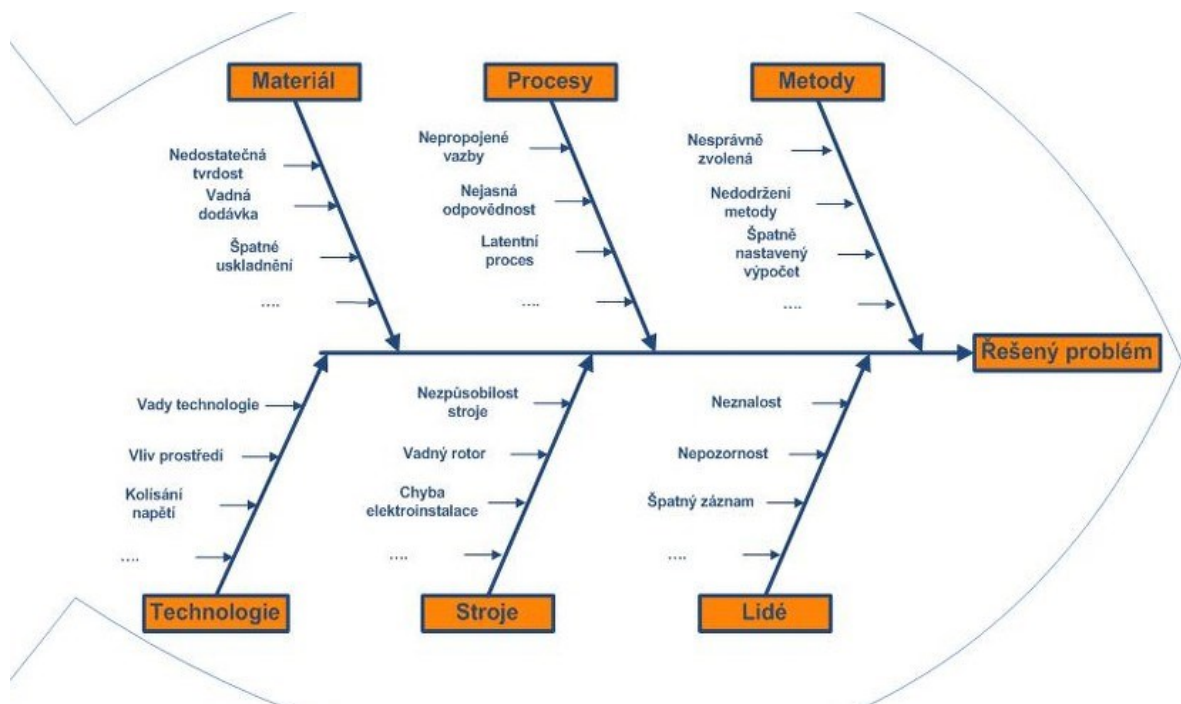 Materiál
Procesy
Metody
Nedostatečná
tvrdost
Vadná
dodávka
Špatné
uskladnění
....
Nepropojené
vazby
Nejasná
odpovědnost
Latentní
proces
....
Nesprávně
zvolená
Nedodržení
metody
Špatně
nastavený
výpočet
....
Řešený problém
Vady technologie
Vliv prostředí
Kolísání
napětí
....
Nezpůsobilost
stroje
Vadný rotor
Chyba
elektroinstalace
....
Neznalost
Nepozornost
Špatný záznam
....
Technologie
Stroje
Lidé